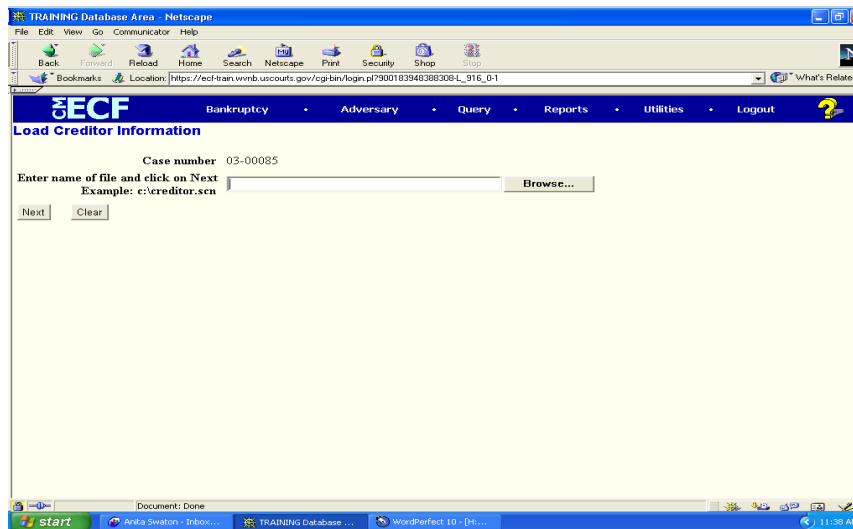 TRAINING Database Area - Netscape
File Edit View Go Communicator Help
Back Forward Reload Home Search Netscape Print Security Shop Stop
Bookmarks Location: https://ecf-train.wvnb.uscourts.gov/cgi-bin/login.pl?900183948388308-L_916_0-1 What's Relate
CM ECF Bankruptcy • Adversary • Query • Reports • Utilities • Logout ?
Load Creditor Information
Case number 03-00085
Enter name of file and click on Next
Example: c:\creditor.scn
Browse...
Next Clear
Document: Done
start Anita Swaton - Inbox... TRAINING Database ... WordPerfect 10 - [H:... 11:38 A